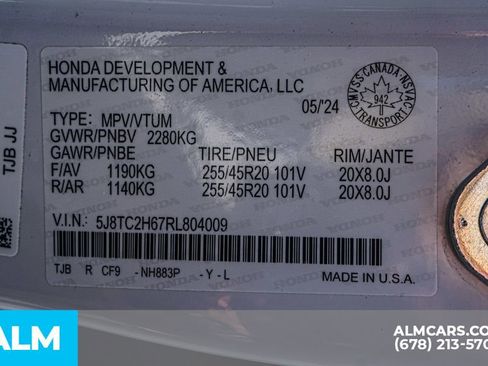 HONDA DEVELOPMENT &
MANUFACTURING OF AMERICA, LLC
05/24
CMVSS-CANADA-NSVAC
942
TRANSPORT
TYPE: MPV/VTUM
GVWR/PNBV 2280KG
GAWR/PNBE TIRE/PNEU RIM/JANTE
F/AV 1190KG 255/45R20 101V 20X8.0J
R/AR 1140KG 255/45R20 101V 20X8.0J
V.I.N.: 5J8TC2H67RL804009
TJB R CF9 -NH883P -Y-L
MADE IN U.S.A.
TJB JJ
ALM
ALMCARS.CO
(678) 213-570